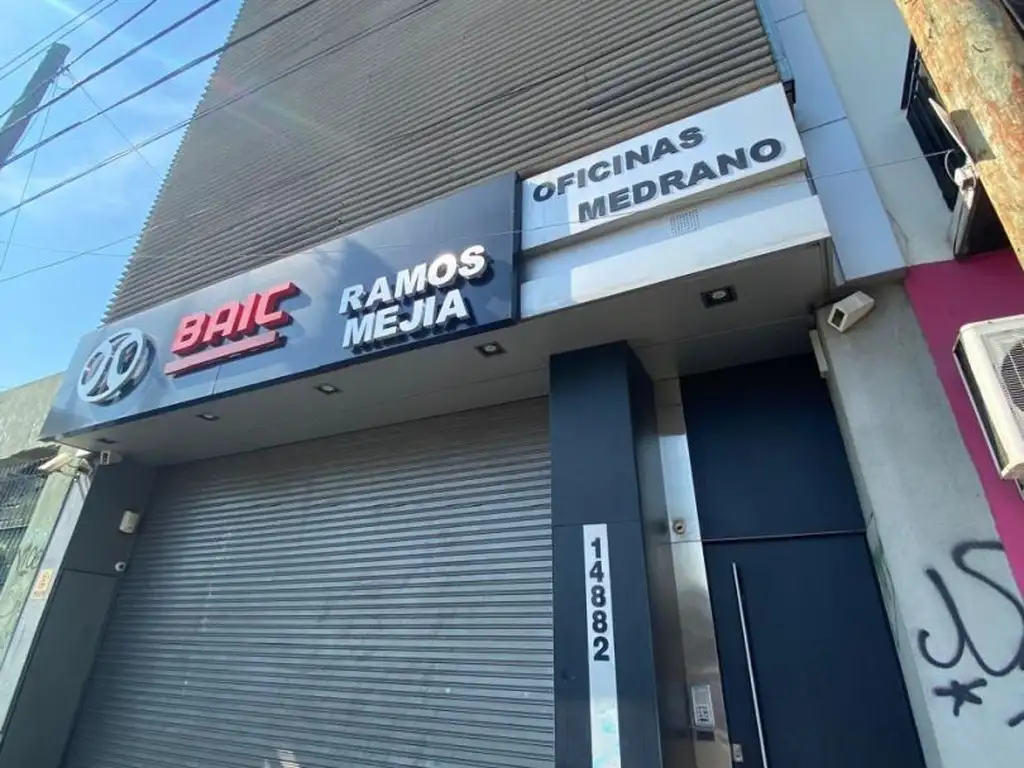 BAIC
RAMOS
MEJIA
OFICINAS
MEDRANO
14882